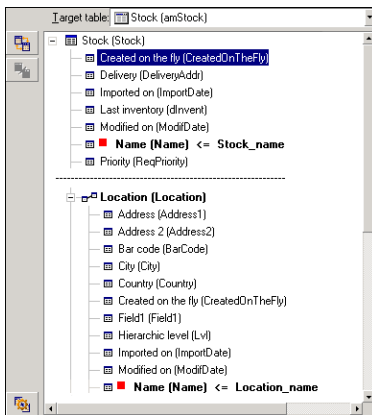 Target table: Stock (amStock)
Stock (Stock)
Created on the fly (CreatedOnTheFly)
Delivery (DeliveryAddr)
Imported on (ImportDate)
Last inventory (dInvent)
Modified on (ModifDate)
Name (Name) <= Stock_name
Priority (ReqPriority)
Location (Location)
Address (Address1)
Address 2 (Address2)
Bar code (BarCode)
City (City)
Country (Country)
Created on the fly (CreatedOnTheFly)
Field1 (Field1)
Hierarchic level (Lvl)
Imported on (ImportDate)
Modified on (ModifDate)
Name (Name) <= Location_name